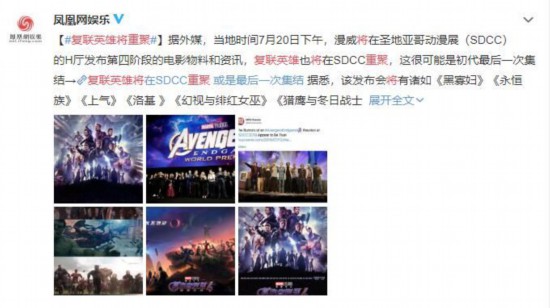 凤凰网娱乐
凤凰网娱乐
【#复联英雄将重聚#】据外媒，当地时间7月20日下午，漫威将在圣地亚哥动漫展（SDCC）
的H厅发布第四阶段的电影物料和资讯，复联英雄也将在SDCC重聚，这很可能是初代最后一次集
结→复联英雄将在SDCC重聚 或是最后一次集结 据悉，该发布会将有诸如《黑寡妇》《永恒
族》《上气》《洛基 》《幻视与绯红女巫》《猎鹰与冬日战士 展开全文
AVENGERS
ENDGAME
WORLD PREMIERE